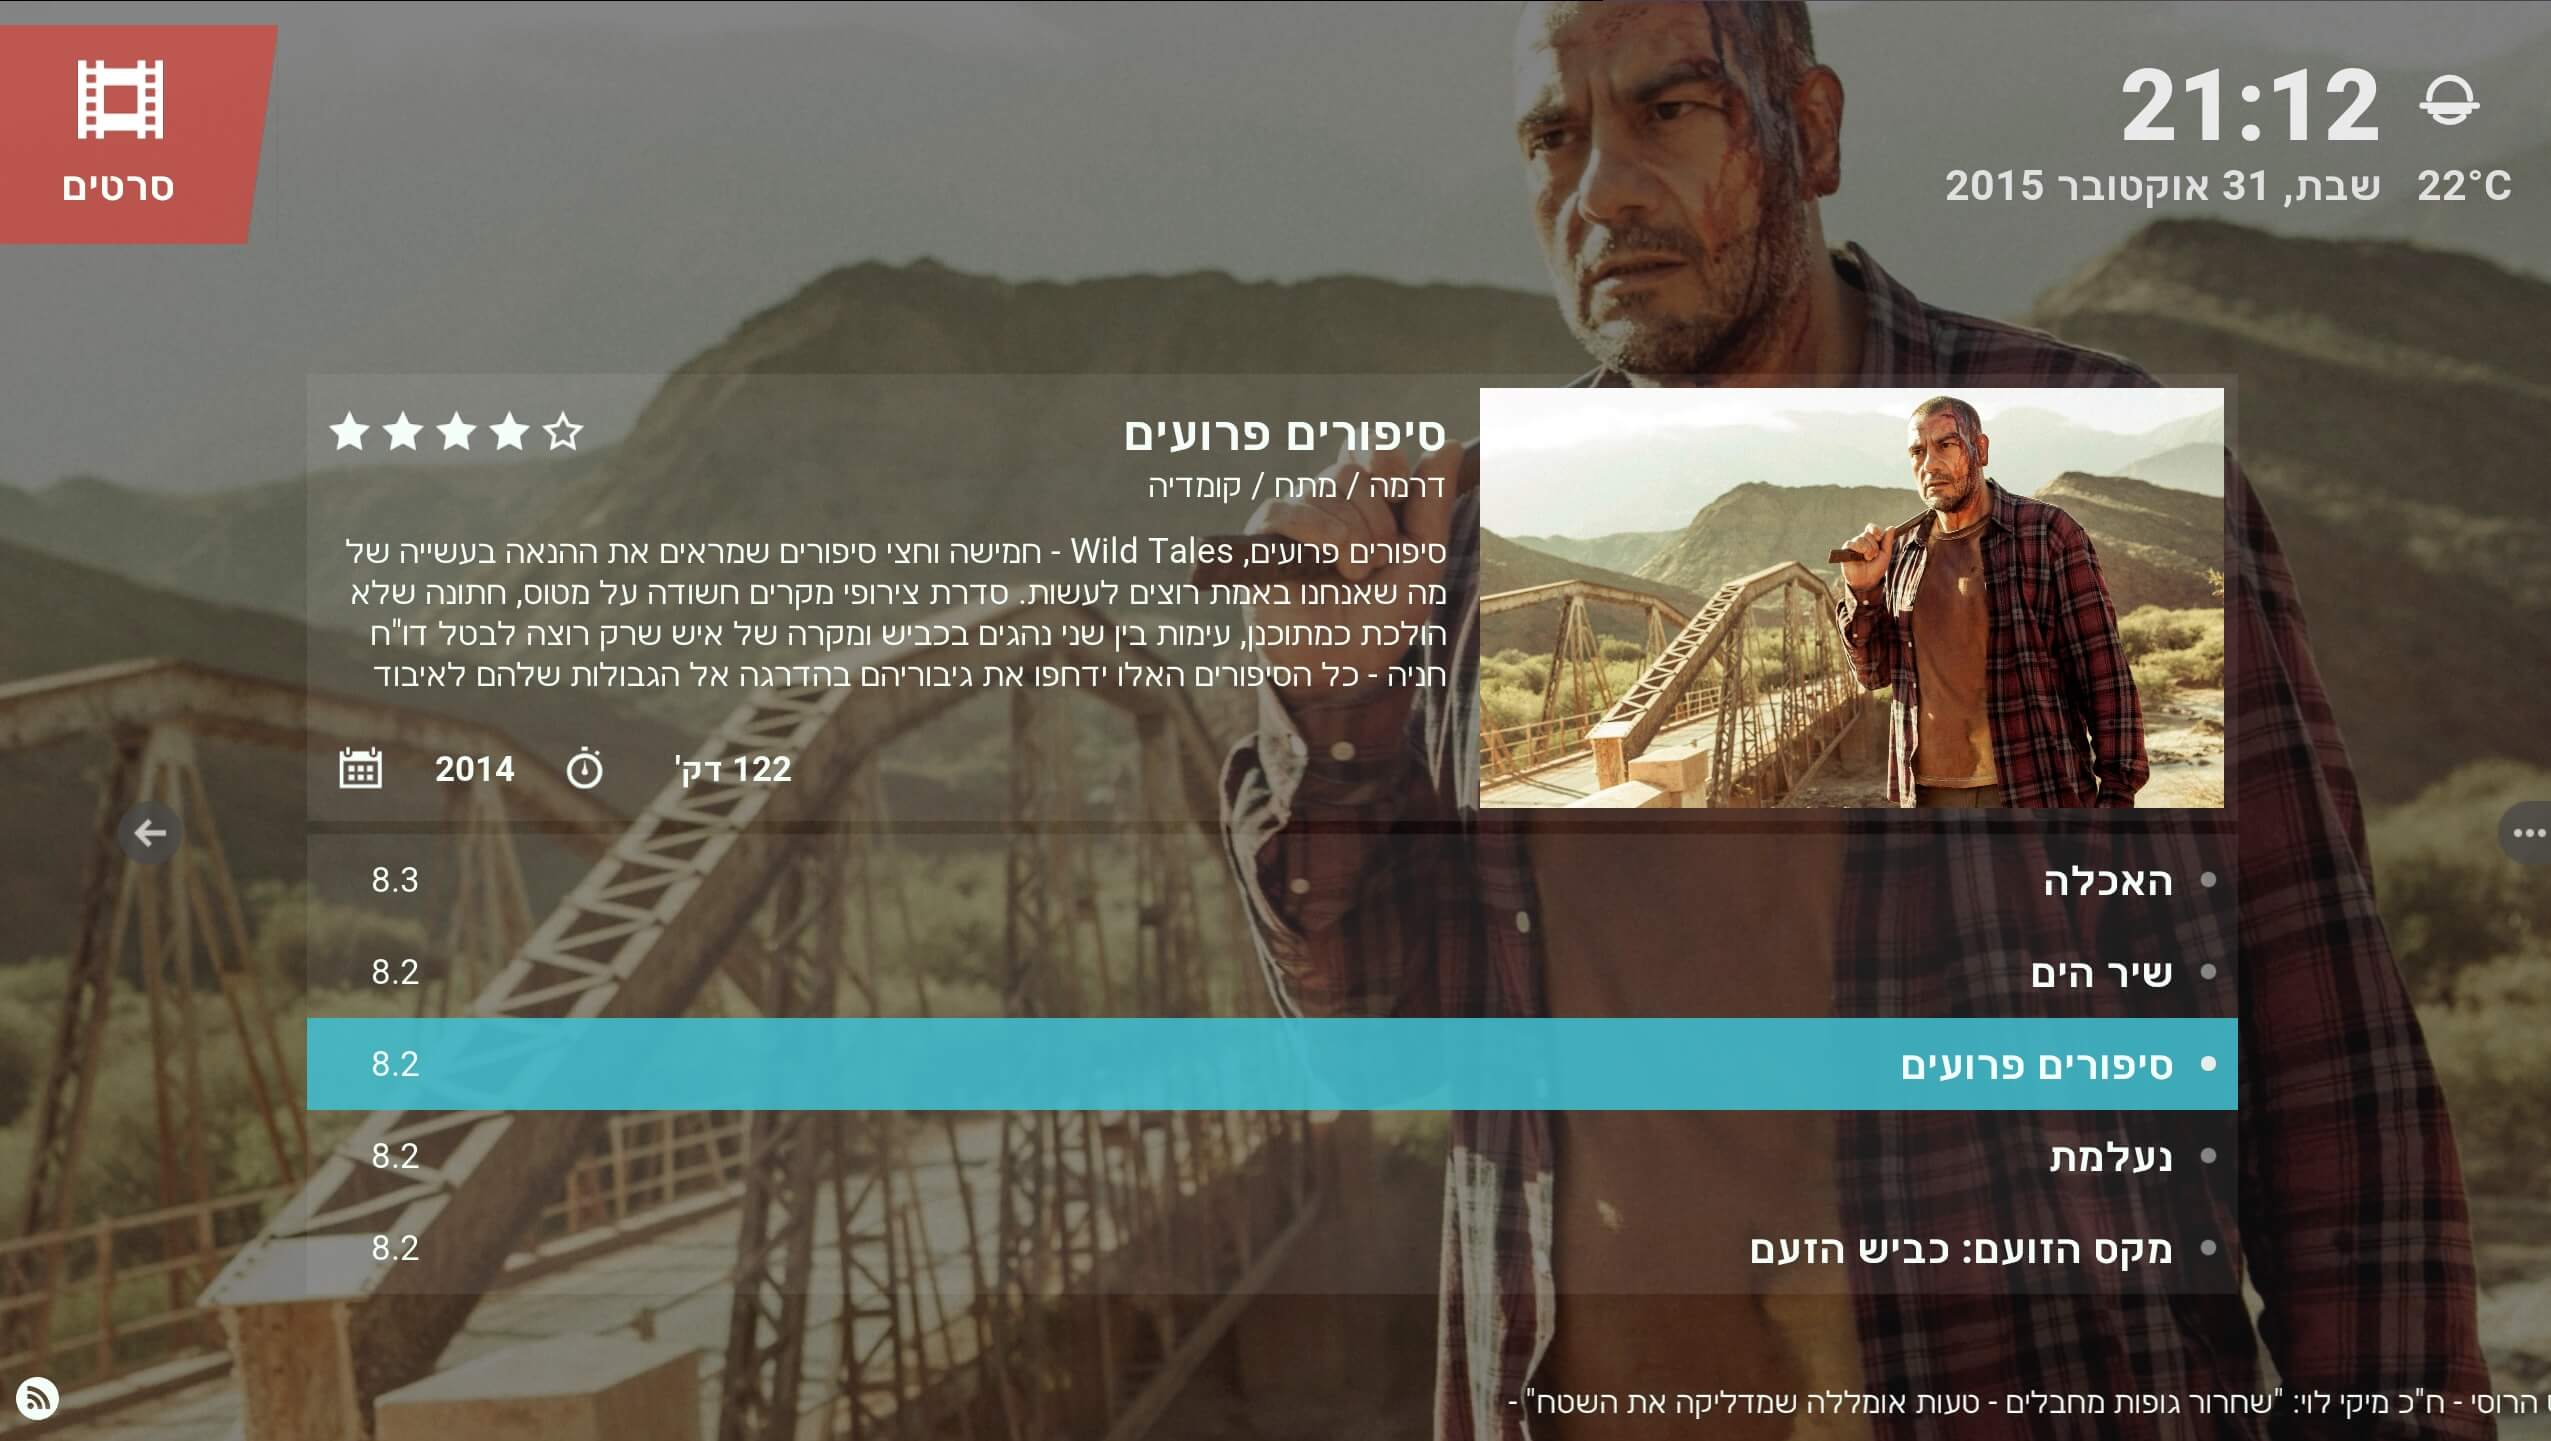 סרטים
21:12
22°C
שבת, 31 אוקטובר 2015
סיפורים פרועים
דרמה / מתח / קומדיה
סיפורים פרועים, Wild Tales - חמישה וחצי סיפורים שמראים את ההנאה בעשייה של
מה שאנחנו באמת רוצים לעשות. סדרת צירופי מקרים חשודה על מטוס, חתונה שלא
הולכת כמתוכנן, עימות בין שני נהגים בכביש ומקרה של איש שרק רוצה לבטל דו"ח
חניה - כל הסיפורים האלו ידחפו את גיבוריהם בהדרגה אל הגבולות שלהם לאיבוד
2014
122 דק'
האכלה 8.3
שיר הים 8.2
סיפורים פרועים 8.2
נעלמת 8.2
מקס הזועם: כביש הזעם 8.2
הרוסי - ח"כ מיקי לוי: "שחרור גופות מחבלים - טעות אומללה שמדליקה את השטח" -